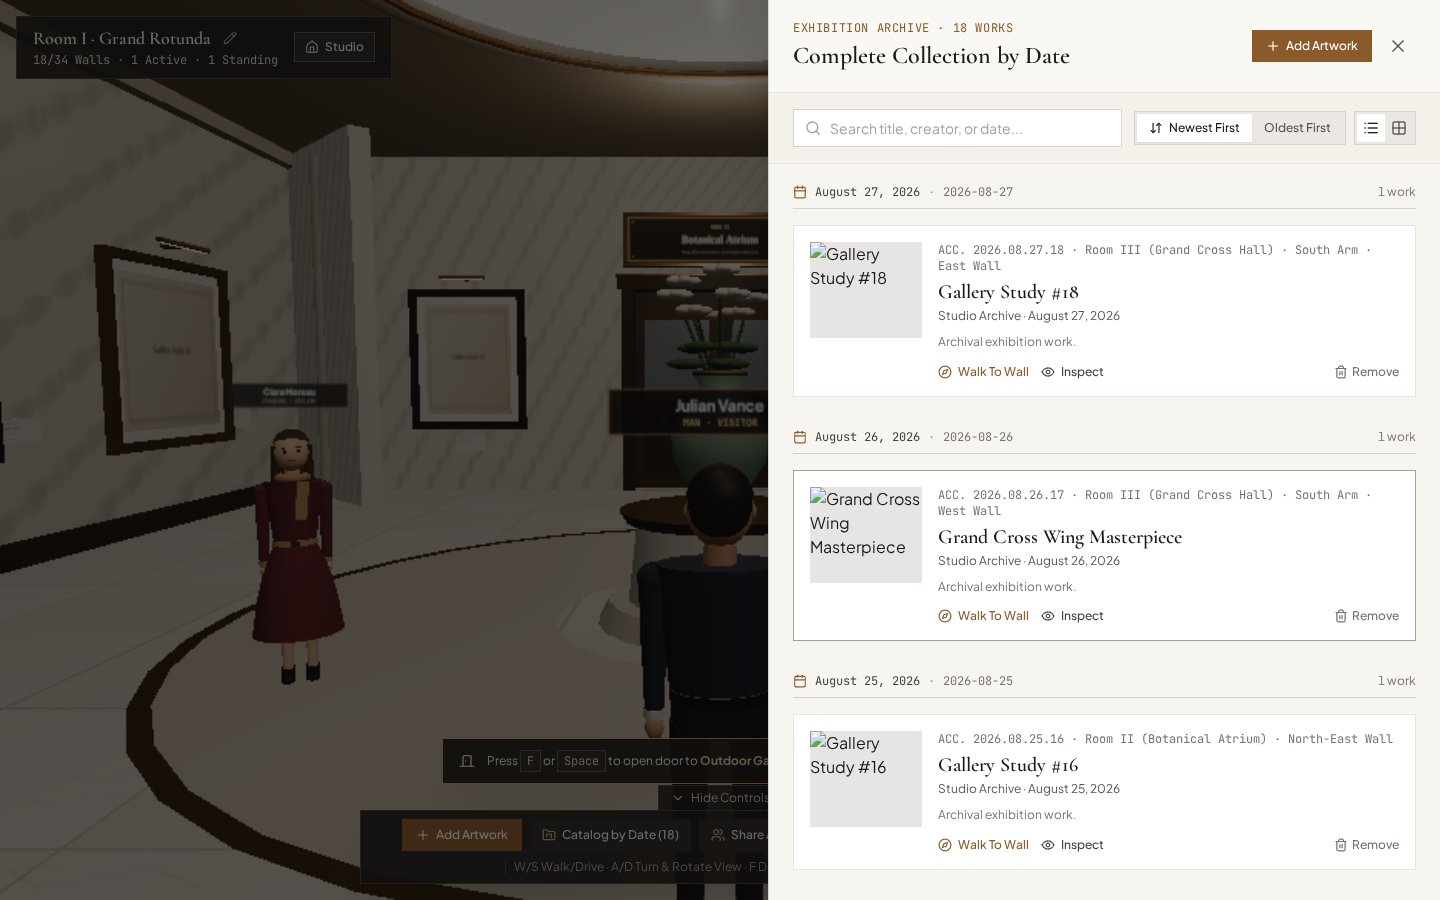 Room I · Grand Rotunda
18/34 Walls · 1 Active · 1 Standing
Studio
Botanical Atrium
Clara Moreau
Julian Vance
MAN · VISITOR
Press F or Space to open door to Outdoor Ga
Hide Controls
Add Artwork
Catalog by Date (18)
Share
W/S Walk/Drive · A/D Turn & Rotate View · F D
EXHIBITION ARCHIVE · 18 WORKS
Complete Collection by Date
Add Artwork
Search title, creator, or date...
Newest First
Oldest First
August 27, 2026 · 2026-08-27
1 work
Gallery Study #18
ACC. 2026.08.27.18 · Room III (Grand Cross Hall) · South Arm ·
East Wall
Gallery Study #18
Studio Archive · August 27, 2026
Archival exhibition work.
Walk To Wall
Inspect
Remove
August 26, 2026 · 2026-08-26
1 work
Grand Cross
Wing
Masterpiece
ACC. 2026.08.26.17 · Room III (Grand Cross Hall) · South Arm ·
West Wall
Grand Cross Wing Masterpiece
Studio Archive · August 26, 2026
Archival exhibition work.
Walk To Wall
Inspect
Remove
August 25, 2026 · 2026-08-25
1 work
Gallery
Study #16
ACC. 2026.08.25.16 · Room II (Botanical Atrium) · North-East Wall
Gallery Study #16
Studio Archive · August 25, 2026
Archival exhibition work.
Walk To Wall
Inspect
Remove